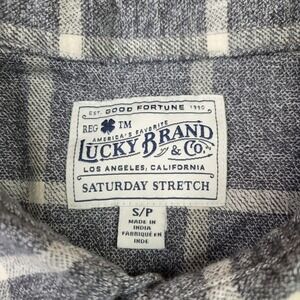 EST. GOOD FORTUNE 1990
REG TM
AMERICA'S FAVORITE
LUCKY BRAND
& Co.
LOS ANGELES, CALIFORNIA
SATURDAY STRETCH
S/P
MADE IN
INDIA
FABRIQUÉ EN
INDE